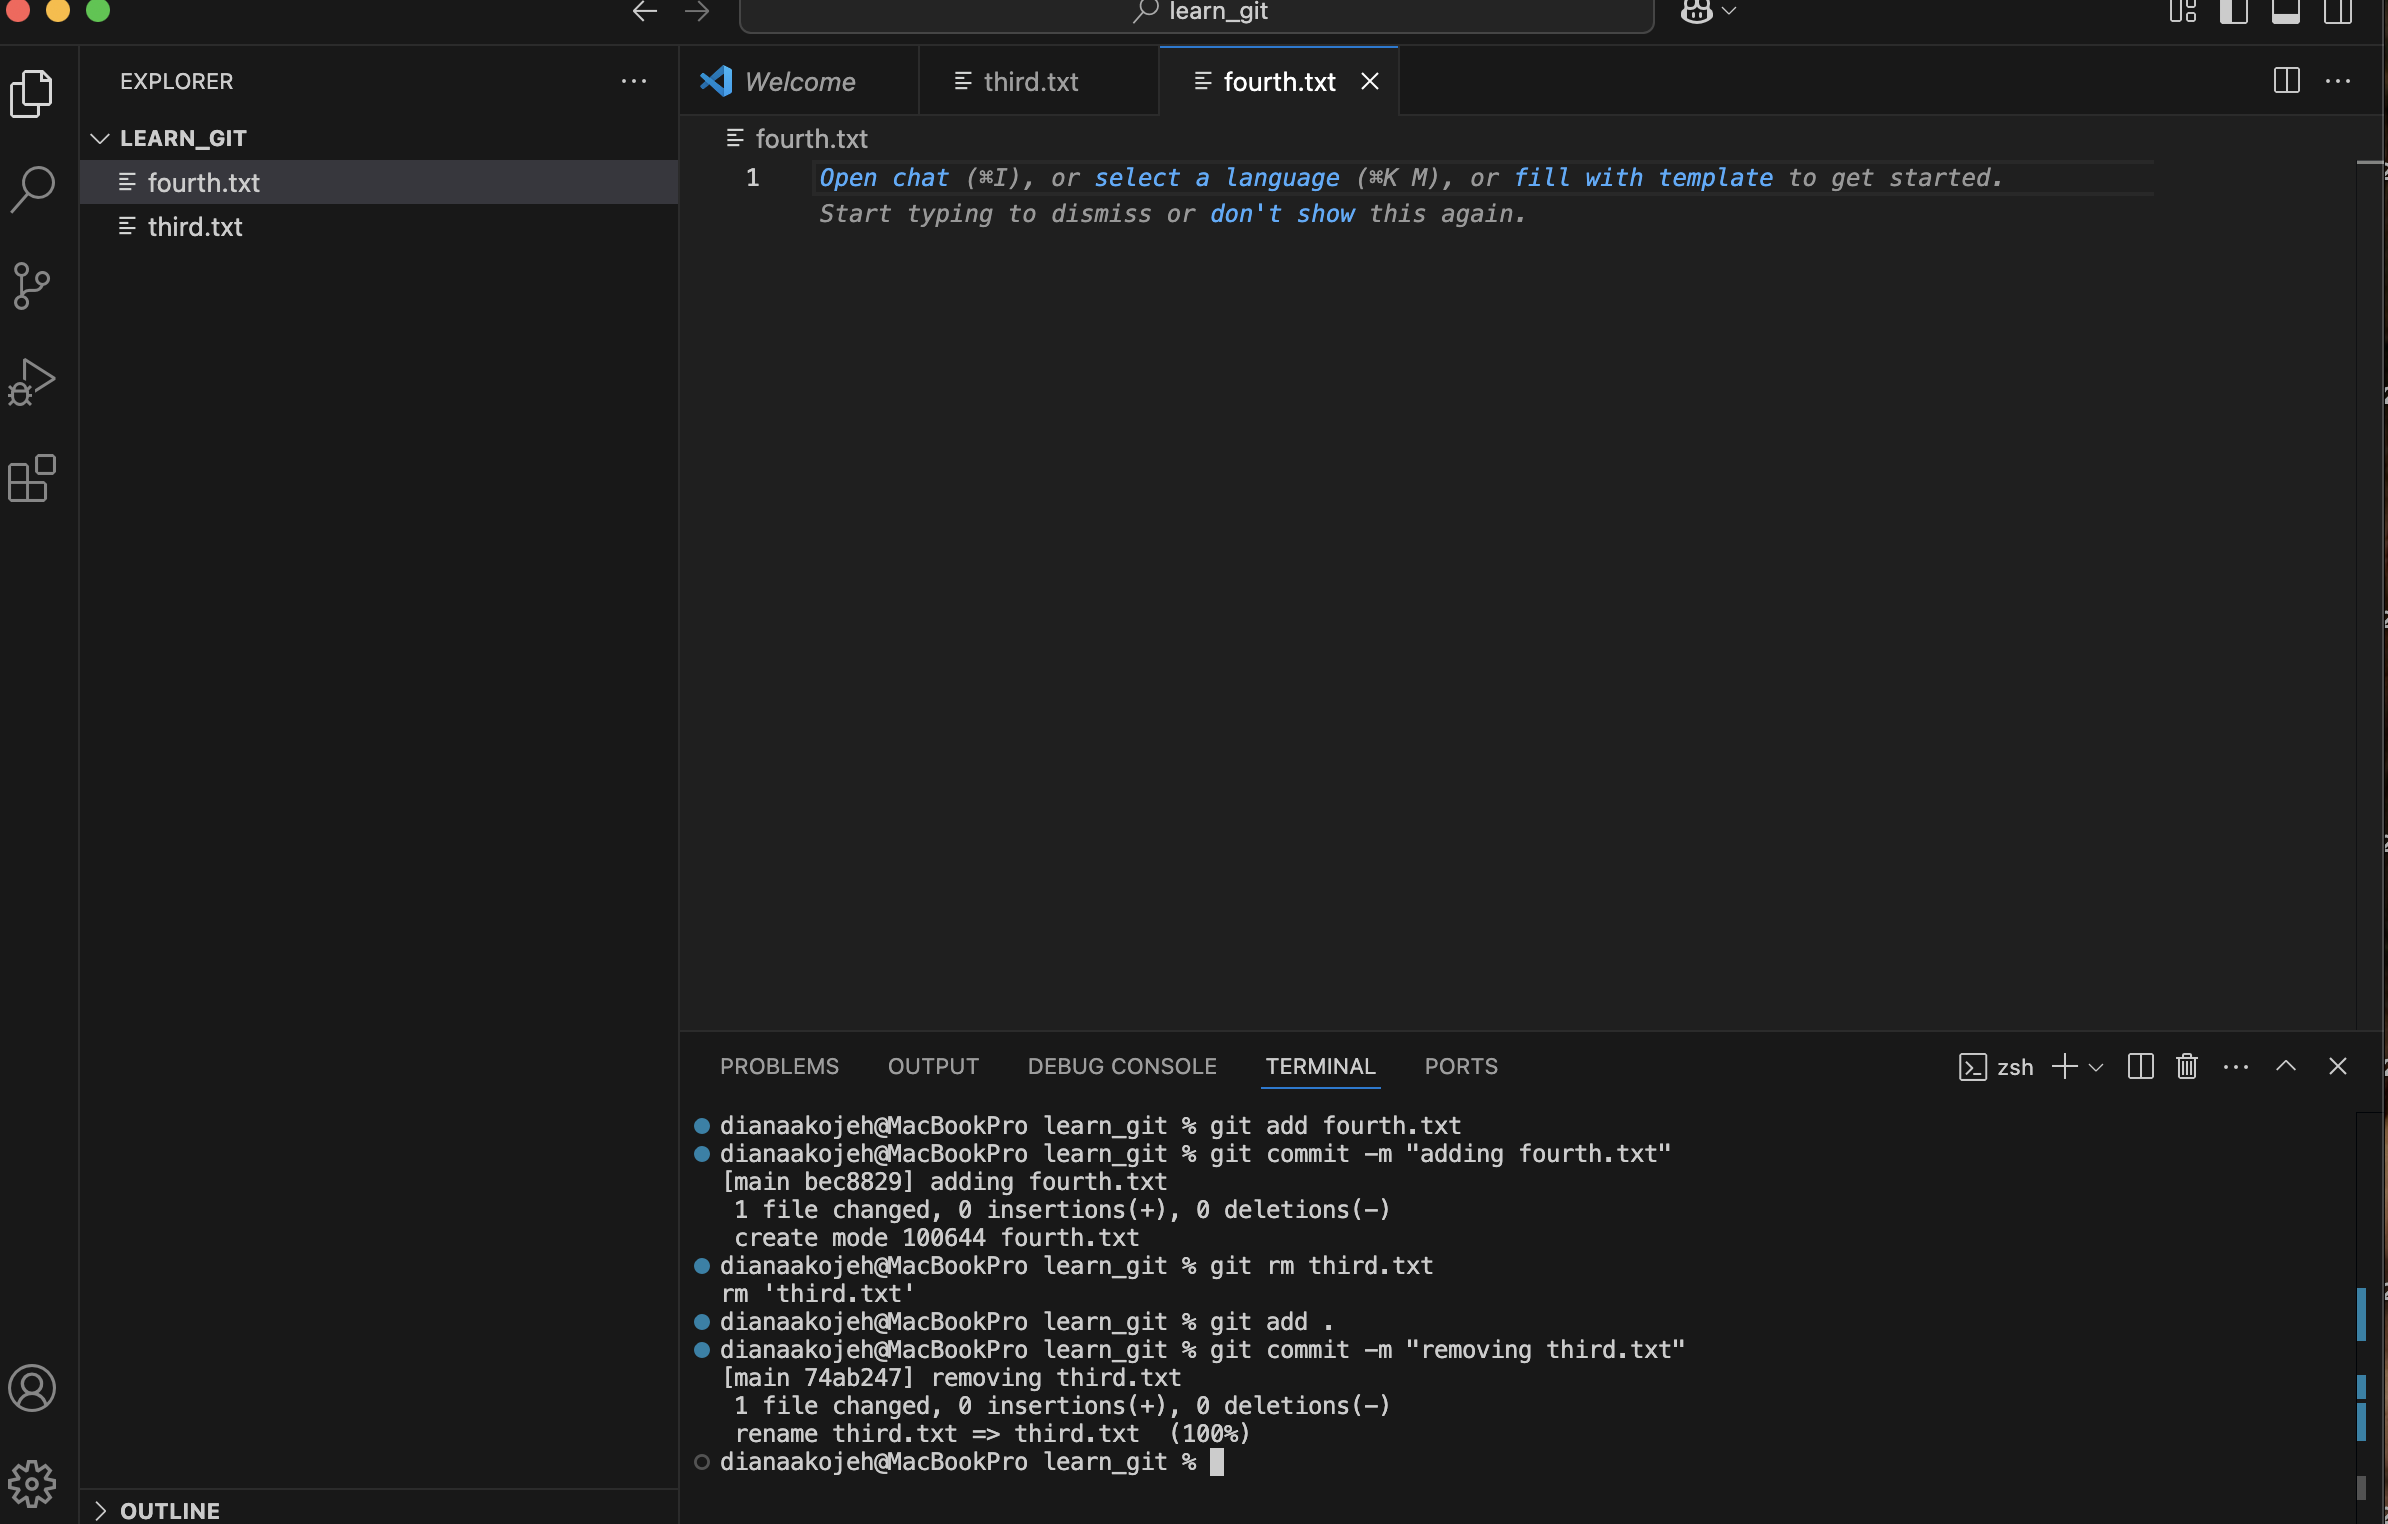 learn_git
EXPLORER
LEARN_GIT
fourth.txt
third.txt
Welcome
third.txt
fourth.txt
fourth.txt
1 Open chat (⌘I), or select a language (⌘K M), or fill with template to get started.
Start typing to dismiss or don't show this again.
PROBLEMS OUTPUT DEBUG CONSOLE TERMINAL PORTS
zsh
dianaakojeh@MacBookPro learn_git % git add fourth.txt
dianaakojeh@MacBookPro learn_git % git commit -m "adding fourth.txt"
[main bec8829] adding fourth.txt
1 file changed, 0 insertions(+), 0 deletions(-)
create mode 100644 fourth.txt
dianaakojeh@MacBookPro learn_git % git rm third.txt
rm 'third.txt'
dianaakojeh@MacBookPro learn_git % git add .
dianaakojeh@MacBookPro learn_git % git commit -m "removing third.txt"
[main 74ab247] removing third.txt
1 file changed, 0 insertions(+), 0 deletions(-)
rename third.txt => third.txt  (100%)
dianaakojeh@MacBookPro learn_git %
OUTLINE